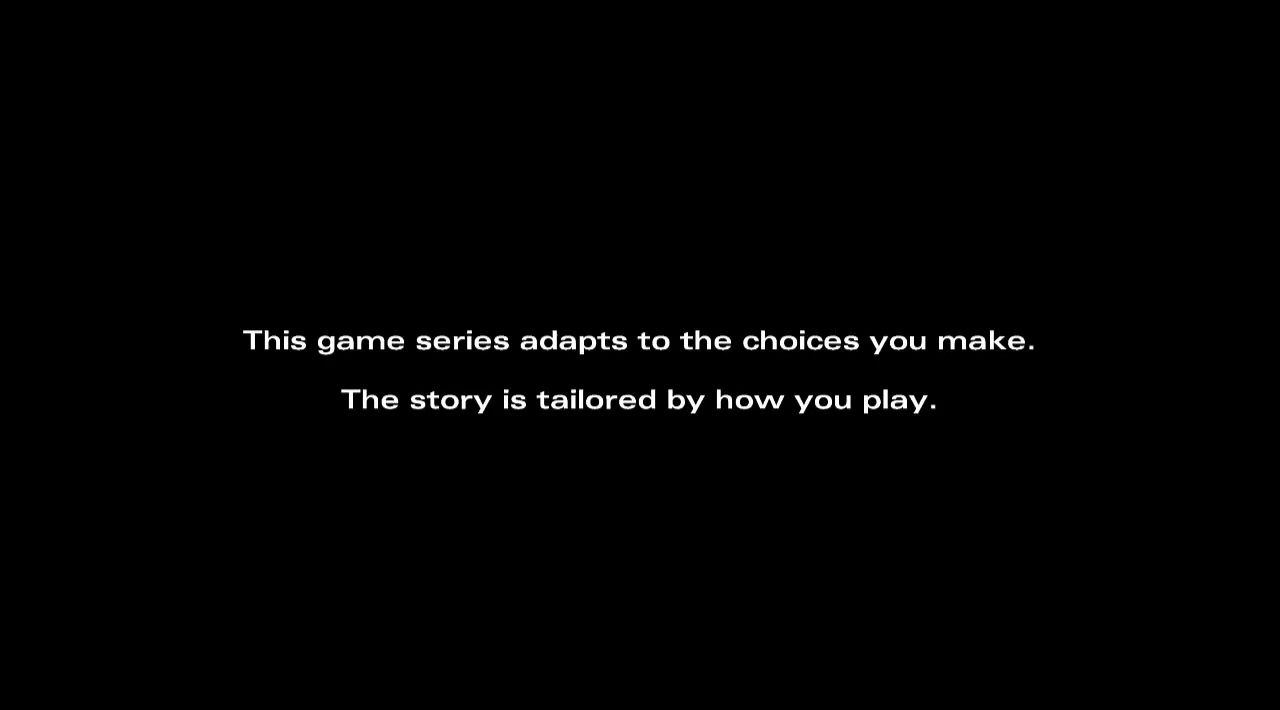 This game series adapts to the choices you make.
The story is tailored by how you play.